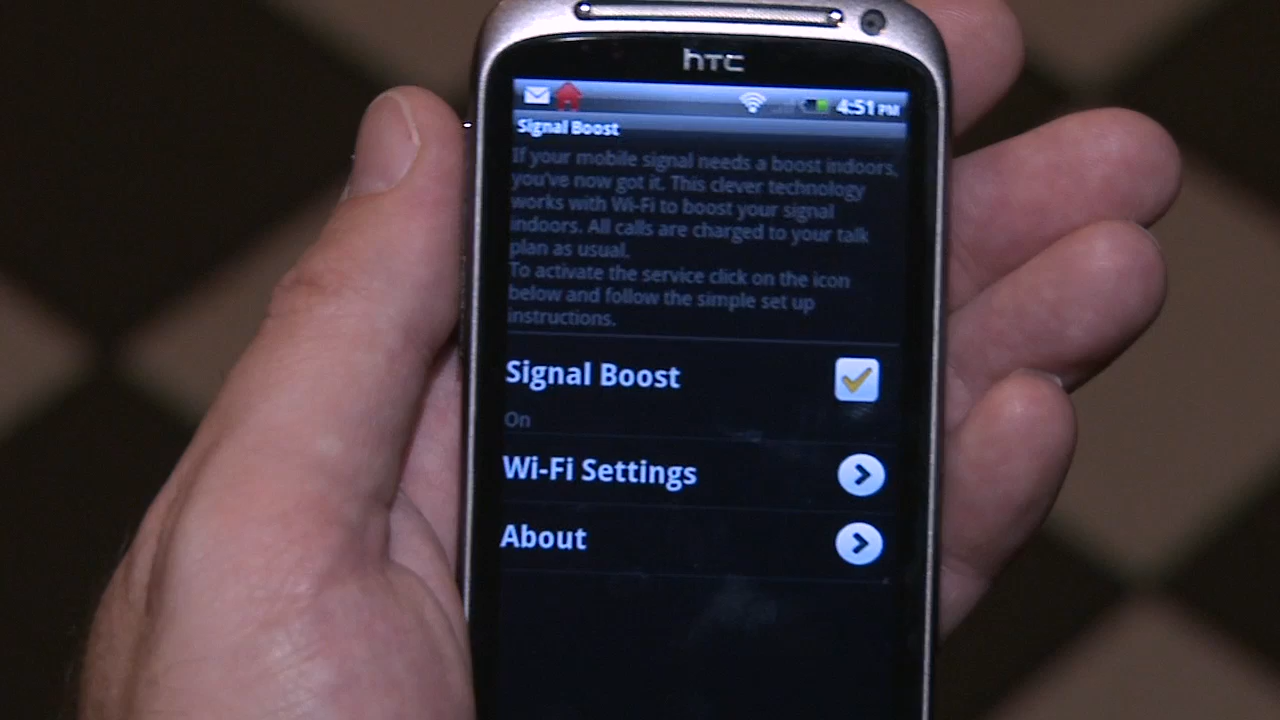 hTC
4:51 PM
Signal Boost
If your mobile signal needs a boost indoors,
you've now got it. This clever technology
works with Wi-Fi to boost your signal
indoors. All calls are charged to your talk
plan as usual.
To activate the service click on the icon
below and follow the simple set up
instructions.
Signal Boost
On
Wi-Fi Settings
About